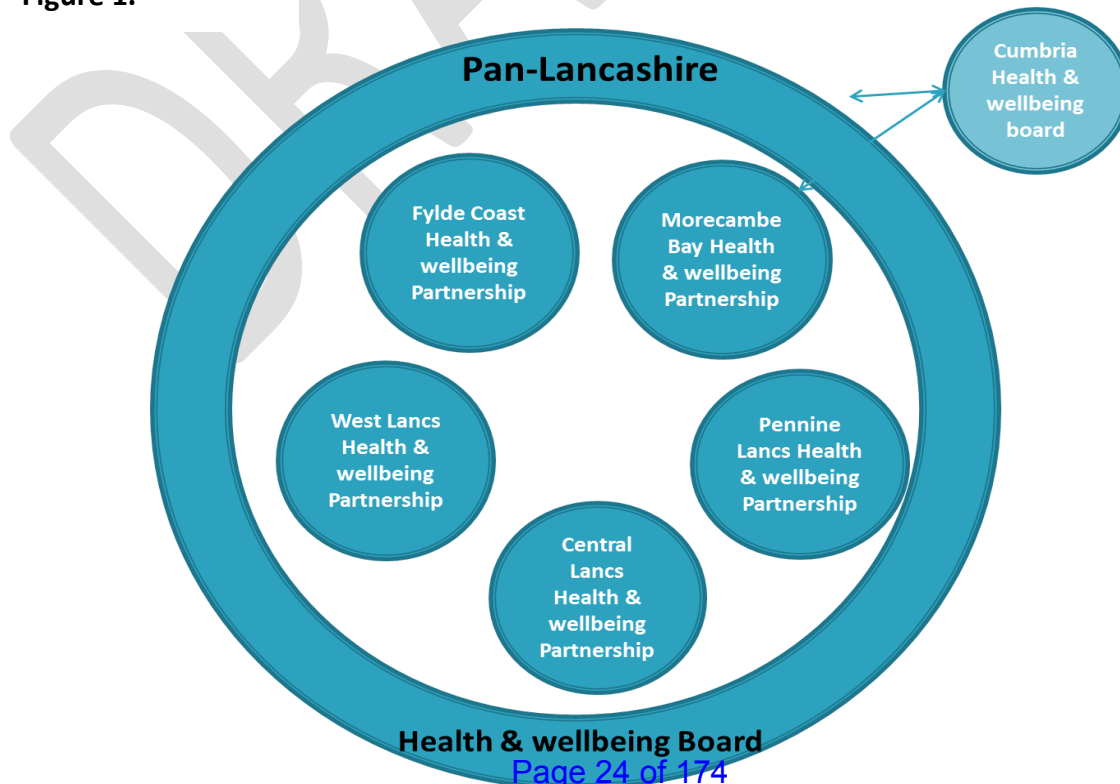 Figure 1:
Pan-Lancashire
Cumbria
Health &
wellbeing
board
Fylde Coast
Health &
wellbeing
Partnership
Morecambe
Bay Health
& wellbeing
Partnership
West Lancs
Health &
wellbeing
Partnership
Pennine
Lancs Health
& wellbeing
Partnership
Central
Lancs
Health &
wellbeing
Partnership
Health & wellbeing Board
Page 24 of 174